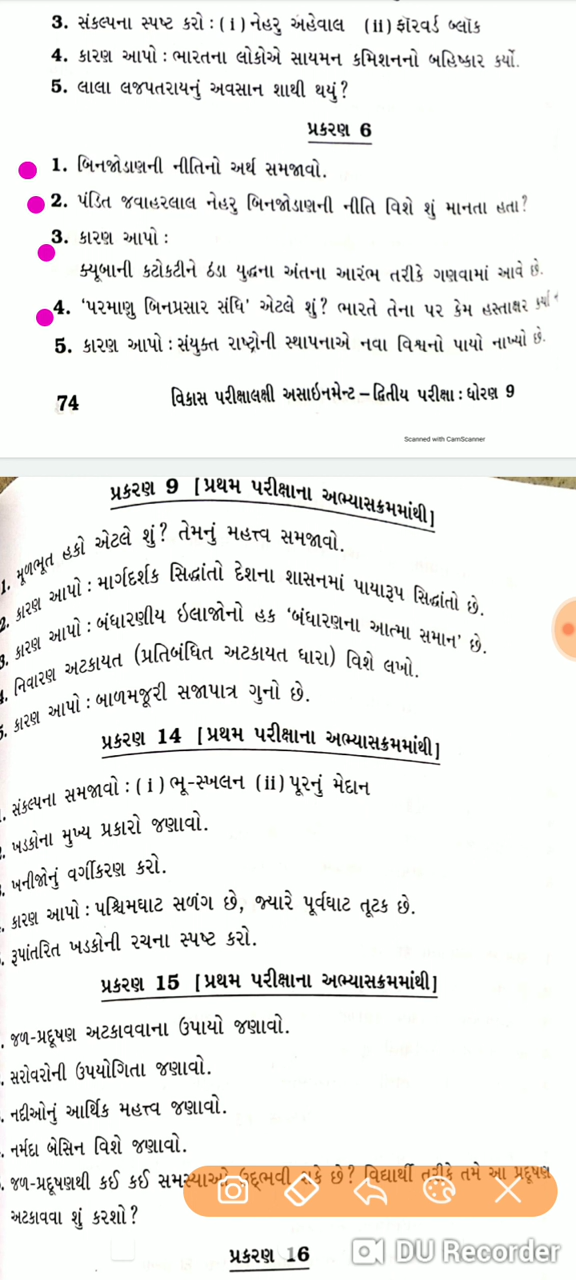 3. સંકલ્પના સ્પષ્ટ કરો : (i) નેહરુ અહેવાલ (ii) ફૉરવર્ડ બ્લૉક
4. કારણ આપો : ભારતના લોકોએ સાયમન કમિશનનો બહિષ્કાર કર્યો.
5. લાલા લજપતરાયનું અવસાન શાથી થયું?
પ્રકરણ 6
1. બિનજોડાણની નીતિનો અર્થ સમજાવો.
2. પંડિત જવાહરલાલ નેહરુ બિનજોડાણની નીતિ વિશે શું માનતા હતા?
3. કારણ આપો :
ક્યૂબાની કટોકટીને ઠંડા યુદ્ધના અંતના આરંભ તરીકે ગણવામાં આવે છે.
4. ‘પરમાણુ બિનપ્રસાર સંધિ’ એટલે શું? ભારતે તેના પર કેમ હસ્તાક્ષર કર્યા
5. કારણ આપો : સંયુક્ત રાષ્ટ્રોની સ્થાપનાએ નવા વિશ્વનો પાયો નાખ્યો છે.
74 વિકાસ પરીક્ષાલક્ષી અસાઇનમેન્ટ – દ્વિતીય પરીક્ષા : ધોરણ 9
Scanned with CamScanner
પ્રકરણ 9 [પ્રથમ પરીક્ષાના અભ્યાસક્રમમાંથી]
1. મૂળભૂત હકો એટલે શું? તેમનું મહત્ત્વ સમજાવો.
2. કારણ આપો : માર્ગદર્શક સિદ્ધાંતો દેશના શાસનમાં પાયારૂપ સિદ્ધાંતો છે.
3. કારણ આપો : બંધારણીય ઇલાજોનો હક ‘બંધારણના આત્મા સમાન’ છે.
4. નિવારણ અટકાયત (પ્રતિબંધિત અટકાયત ધારા) વિશે લખો.
5. કારણ આપો : બાળમજૂરી સજાપાત્ર ગુનો છે.
પ્રકરણ 14 [પ્રથમ પરીક્ષાના અભ્યાસક્રમમાંથી]
. સંકલ્પના સમજાવો : (i) ભૂ-સ્ખલન (ii) પૂરનું મેદાન
. ખડકોના મુખ્ય પ્રકારો જણાવો.
. ખનીજોનું વર્ગીકરણ કરો.
. કારણ આપો : પશ્ચિમઘાટ સળંગ છે, જ્યારે પૂર્વઘાટ તૂટક છે.
. રૂપાંતરિત ખડકોની રચના સ્પષ્ટ કરો.
પ્રકરણ 15 [પ્રથમ પરીક્ષાના અભ્યાસક્રમમાંથી]
. જળ-પ્રદૂષણ અટકાવવાના ઉપાયો જણાવો.
. સરોવરોની ઉપયોગિતા જણાવો.
. નદીઓનું આર્થિક મહત્ત્વ જણાવો.
. નર્મદા બેસિન વિશે જણાવો.
. જળ-પ્રદૂષણથી કઈ કઈ સમસ્યાઓ ઉદ્ભવી શકે છે? વિદ્યાર્થી તરીકે તમે આ પ્રદૂષણ
અટકાવવા શું કરશો?
પ્રકરણ 16
DU Recorder